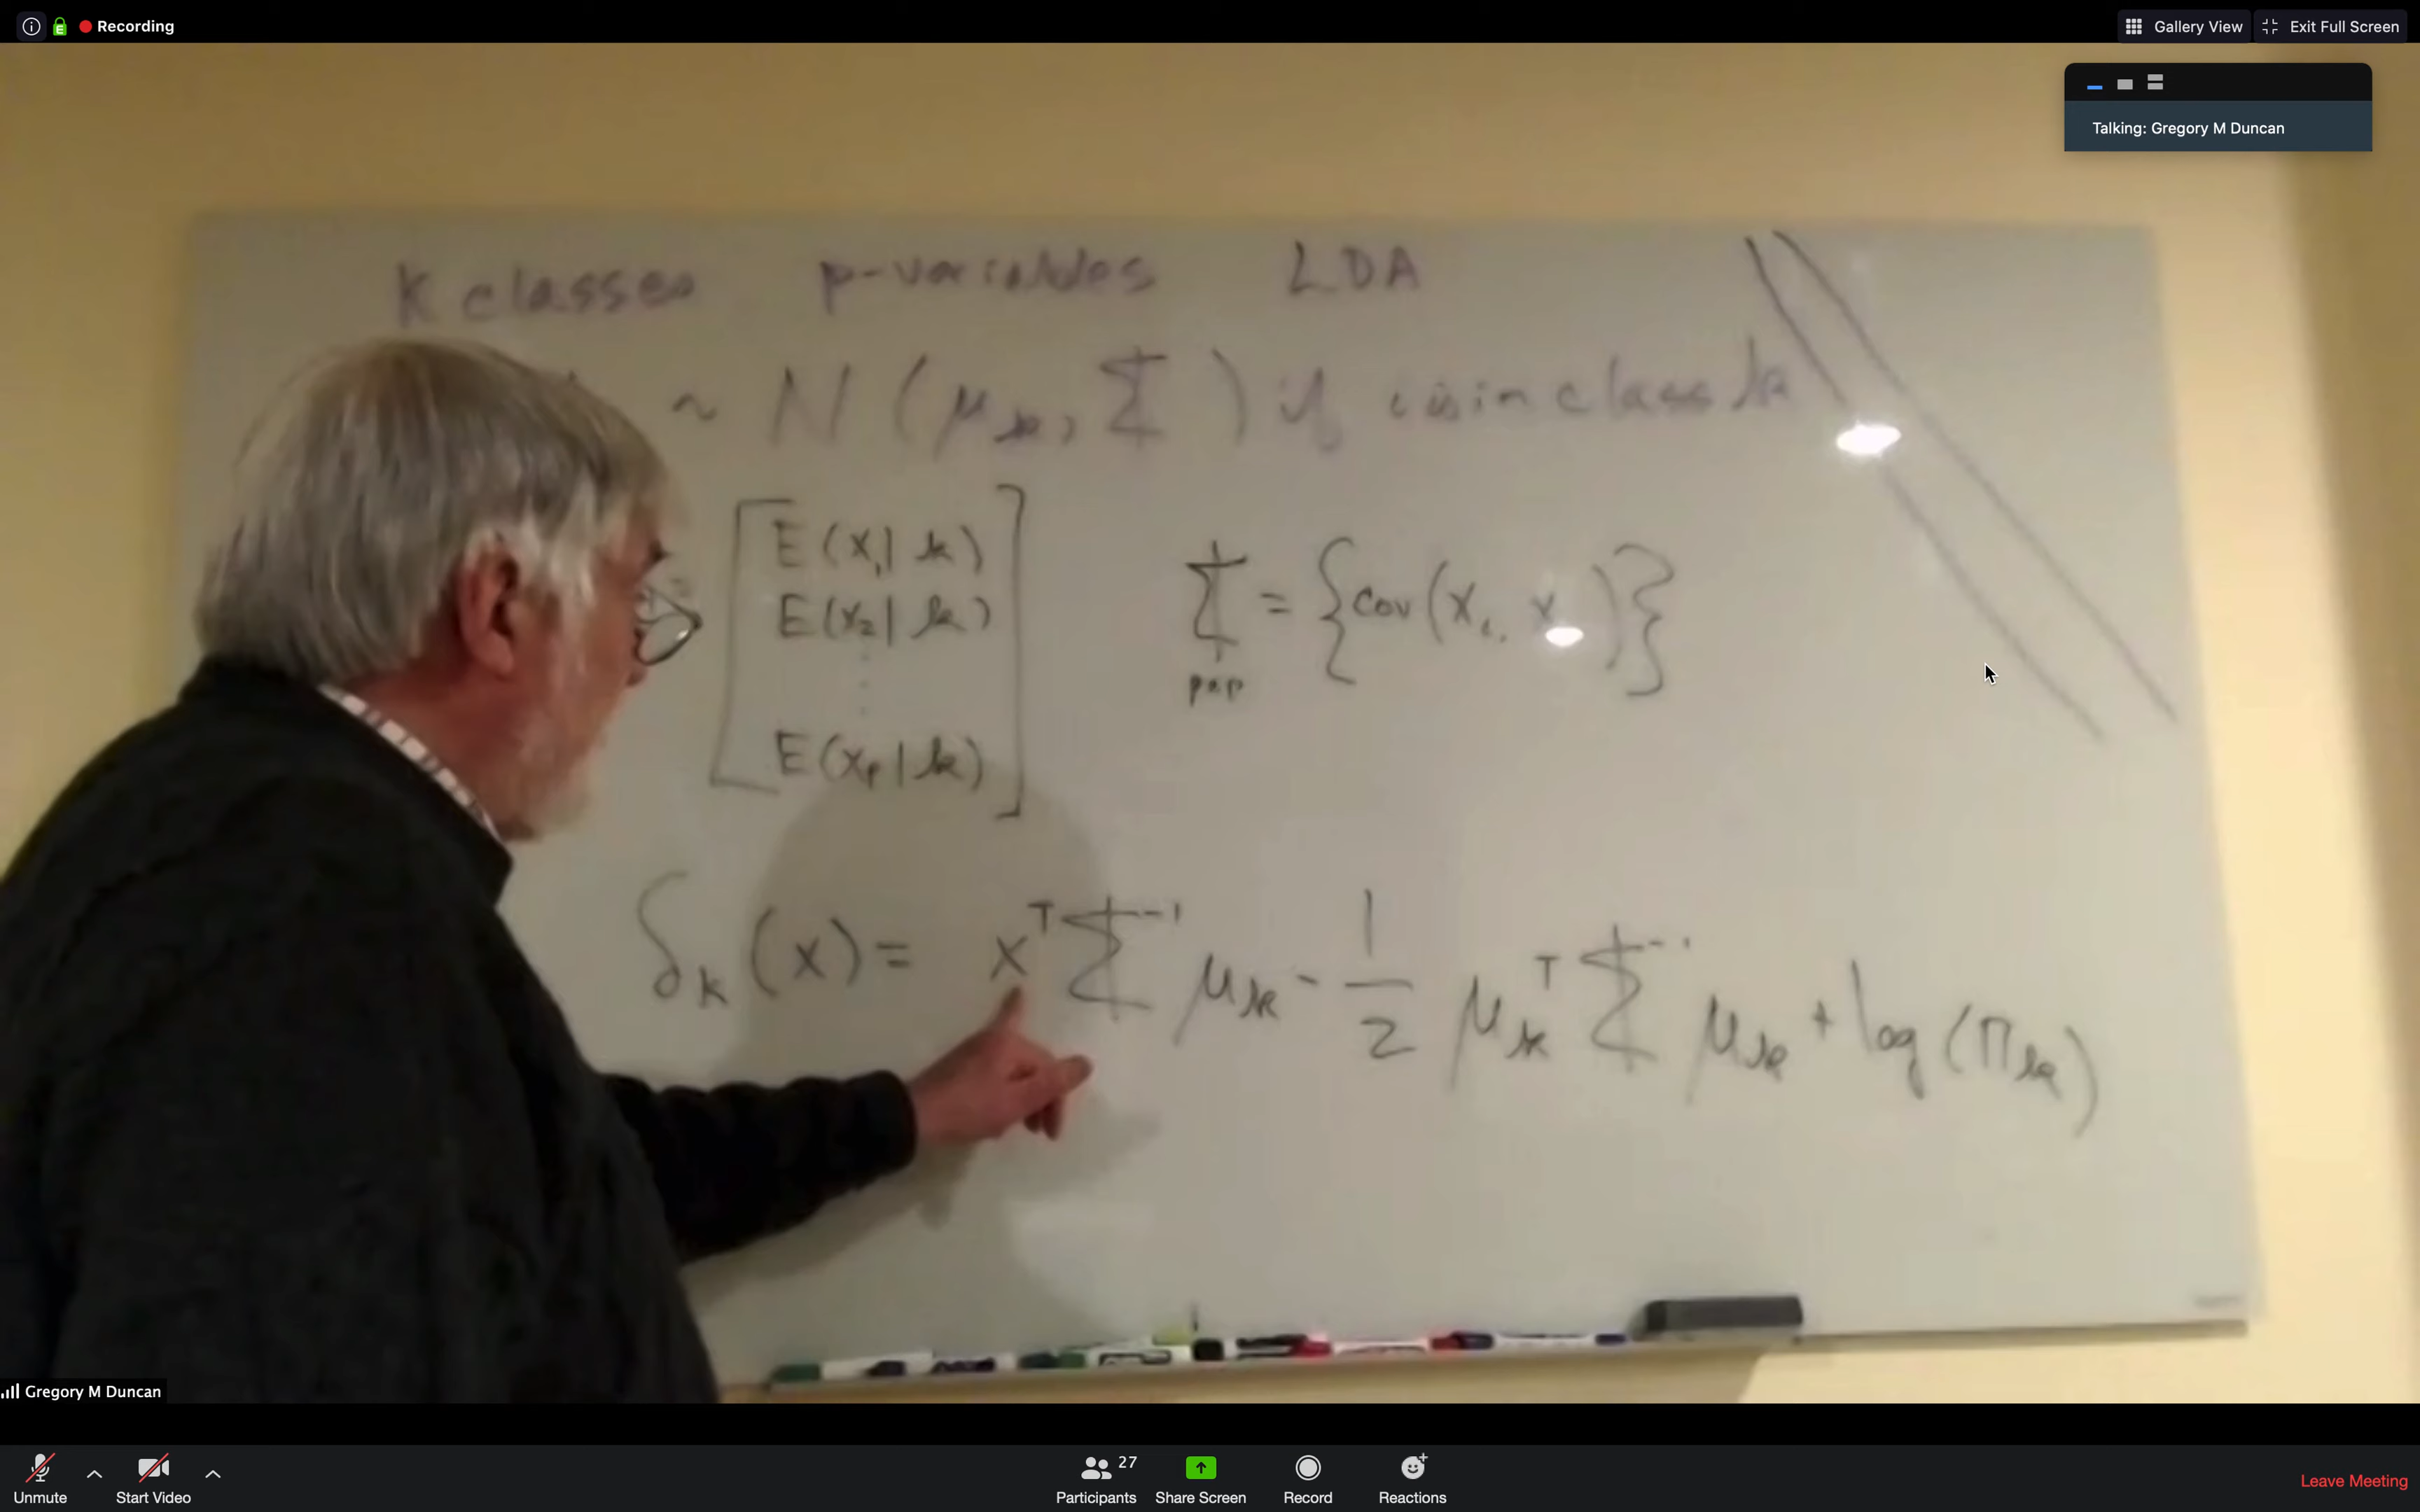 Recording
Gallery View
Exit Full Screen
Talking: Gregory M Duncan
K classes p-variables LDA
~ N(μₖ, Σ) if i is in class k
E(x₁|k)
E(x₂|k)
⋮
E(xₚ|k)
Σ = {cov(xᵢ, x )}
pxp
δₖ(x) = xᵀ Σ⁻¹ μₖ - 1/2 μₖᵀ Σ⁻¹ μₖ + log(πₖ)
Gregory M Duncan
Unmute
Start Video
27
Participants
Share Screen
Record
Reactions
Leave Meeting